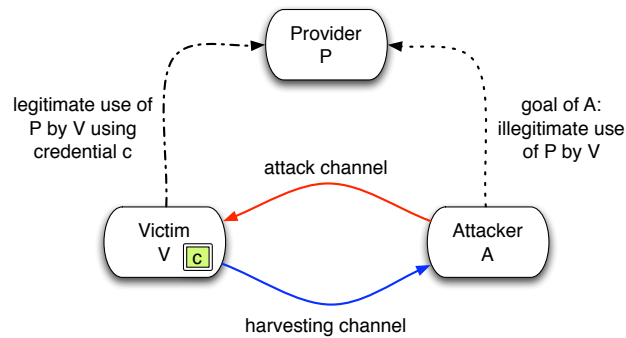 Provider
P
legitimate use of
P by V using
credential c
goal of A:
illegitimate use
of P by V
attack channel
Victim
V
c
Attacker
A
harvesting channel